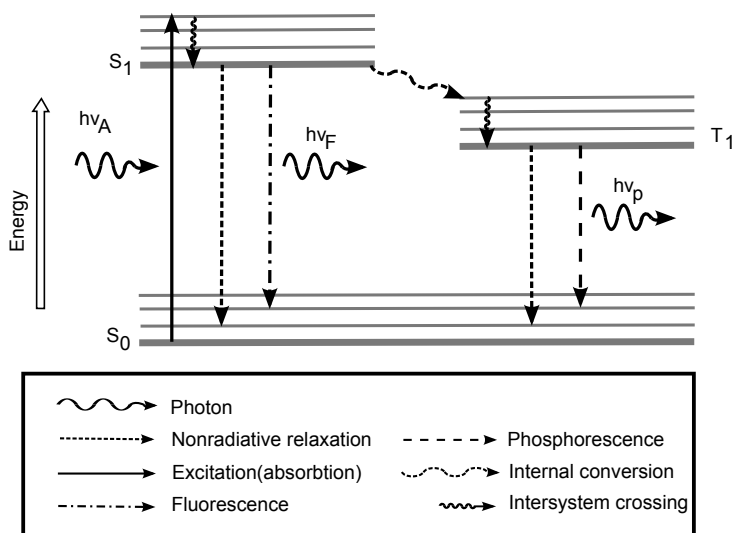 S1
hνA
hνF
T1
hνp
Energy
S0
Photon
Nonradiative relaxation
Phosphorescence
Excitation(absorbtion)
Internal conversion
Fluorescence
Intersystem crossing